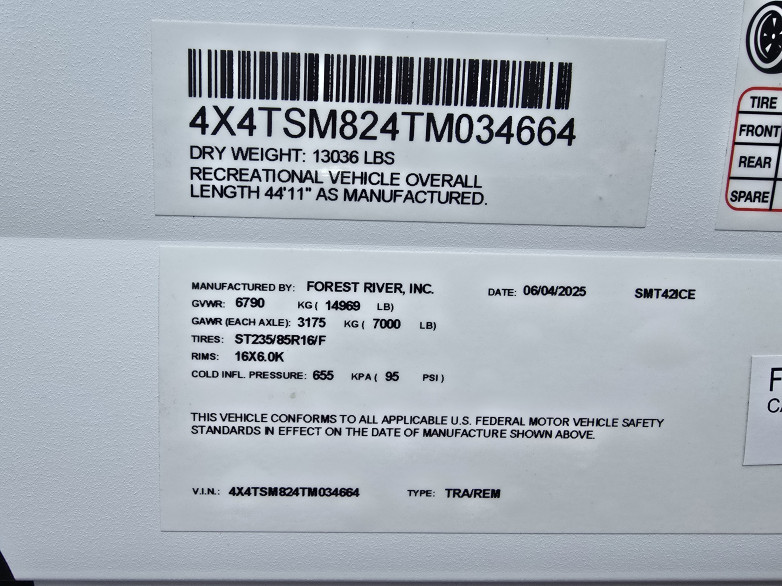 4X4TSM824TM034664
DRY WEIGHT: 13036 LBS
RECREATIONAL VEHICLE OVERALL
LENGTH 44'11" AS MANUFACTURED.
TIRE
FRONT
REAR
SPARE
MANUFACTURED BY: FOREST RIVER, INC. DATE: 06/04/2025 SMT42ICE
GVWR: 6790 KG ( 14969 LB)
GAWR (EACH AXLE): 3175 KG ( 7000 LB)
TIRES: ST235/85R16/F
RIMS: 16X6.0K
COLD INFL. PRESSURE: 655 KPA ( 95 PSI )
THIS VEHICLE CONFORMS TO ALL APPLICABLE U.S. FEDERAL MOTOR VEHICLE SAFETY
STANDARDS IN EFFECT ON THE DATE OF MANUFACTURE SHOWN ABOVE.
V.I.N.: 4X4TSM824TM034664 TYPE: TRA/REM